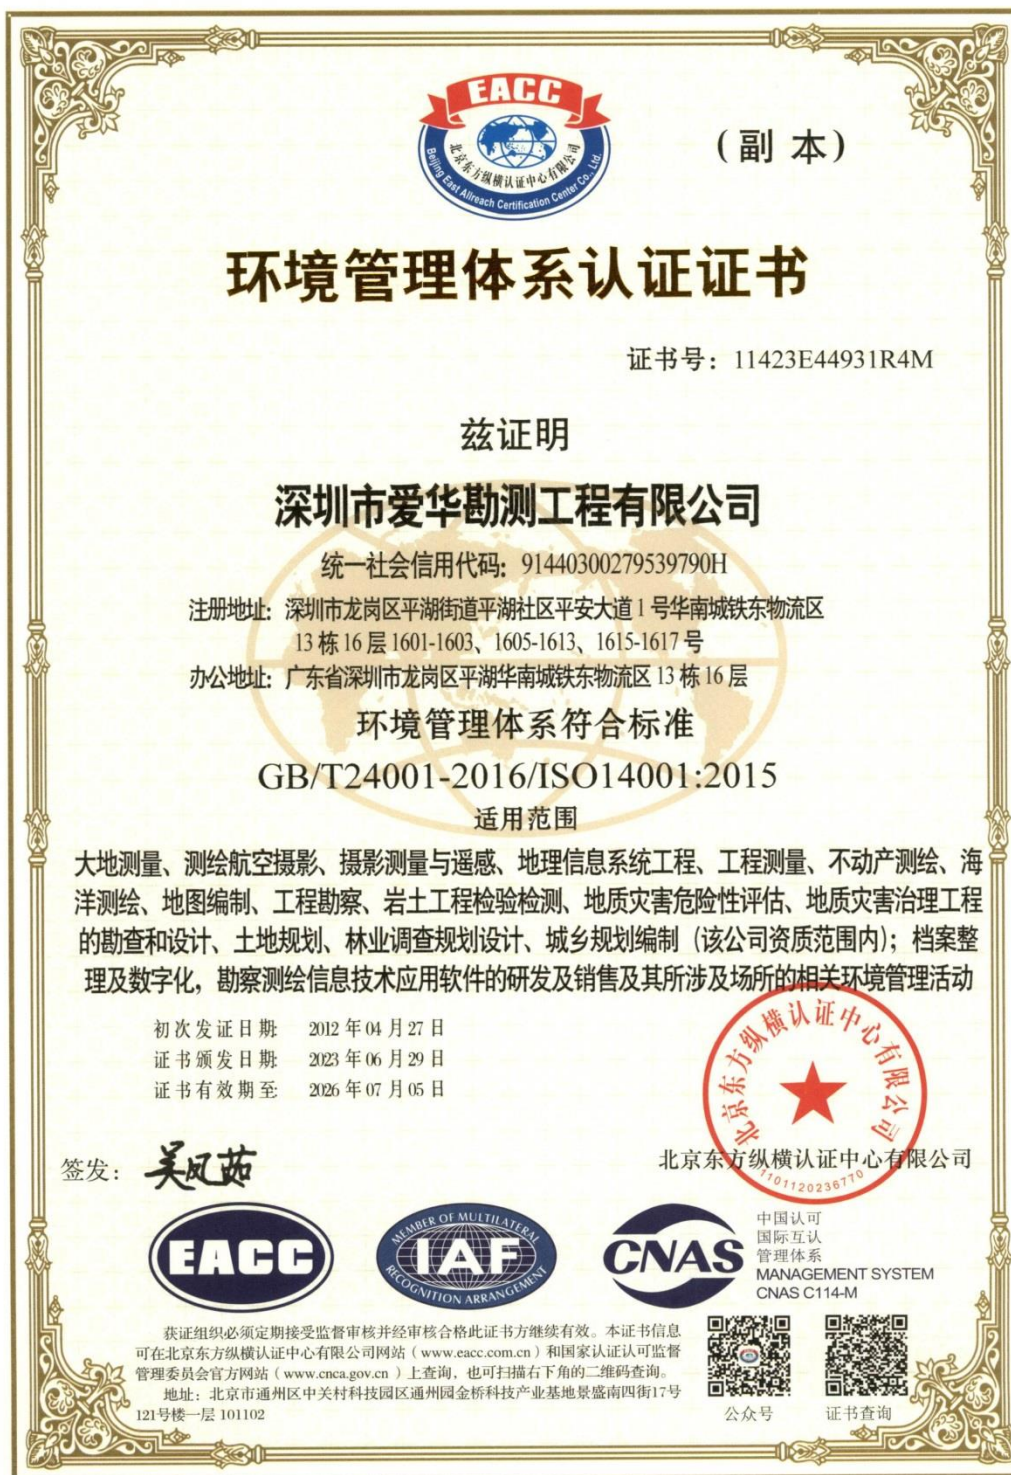 EACC
北京东方纵横认证中心有限公司
Beijing East Allreach Certification Center Co., Ltd.
(副 本)
环境管理体系认证证书
证书号：11423E44931R4M
兹证明
深圳市爱华勘测工程有限公司
统一社会信用代码：91440300279539790H
注册地址：深圳市龙岗区平湖街道平湖社区平安大道1号华南城铁东物流区
13栋16层1601-1603、1605-1613、1615-1617号
办公地址：广东省深圳市龙岗区平湖华南城铁东物流区13栋16层
环境管理体系符合标准
GB/T24001-2016/ISO14001:2015
适用范围
大地测量、测绘航空摄影、摄影测量与遥感、地理信息系统工程、工程测量、不动产测绘、海
洋测绘、地图编制、工程勘察、岩土工程检验检测、地质灾害危险性评估、地质灾害治理工程
的勘查和设计、土地规划、林业调查规划设计、城乡规划编制（该公司资质范围内）；档案整
理及数字化，勘察测绘信息技术应用软件的研发及销售及其所涉及场所的相关环境管理活动
初次发证日期 2012年04月27日
证书颁发日期 2023年06月29日
证书有效期至 2026年07月05日
北京东方纵横认证中心有限公司
1101120236770
签发：吴凤茹
北京东方纵横认证中心有限公司
EACC
MEMBER OF MULTILATERAL
IAF
RECOGNITION ARRANGEMENT
CNAS
中国认可
国际互认
管理体系
MANAGEMENT SYSTEM
CNAS C114-M
获证组织必须定期接受监督审核并经审核合格此证书方继续有效。本证书信息
可在北京东方纵横认证中心有限公司网站（www.eacc.com.cn）和国家认证认可监督
管理委员会官方网站（www.cnca.gov.cn）上查询，也可扫描右下角的二维码查询。
地址：北京市通州区中关村科技园区通州园金桥科技产业基地景盛南四街17号
121号楼一层 101102
公众号
证书查询